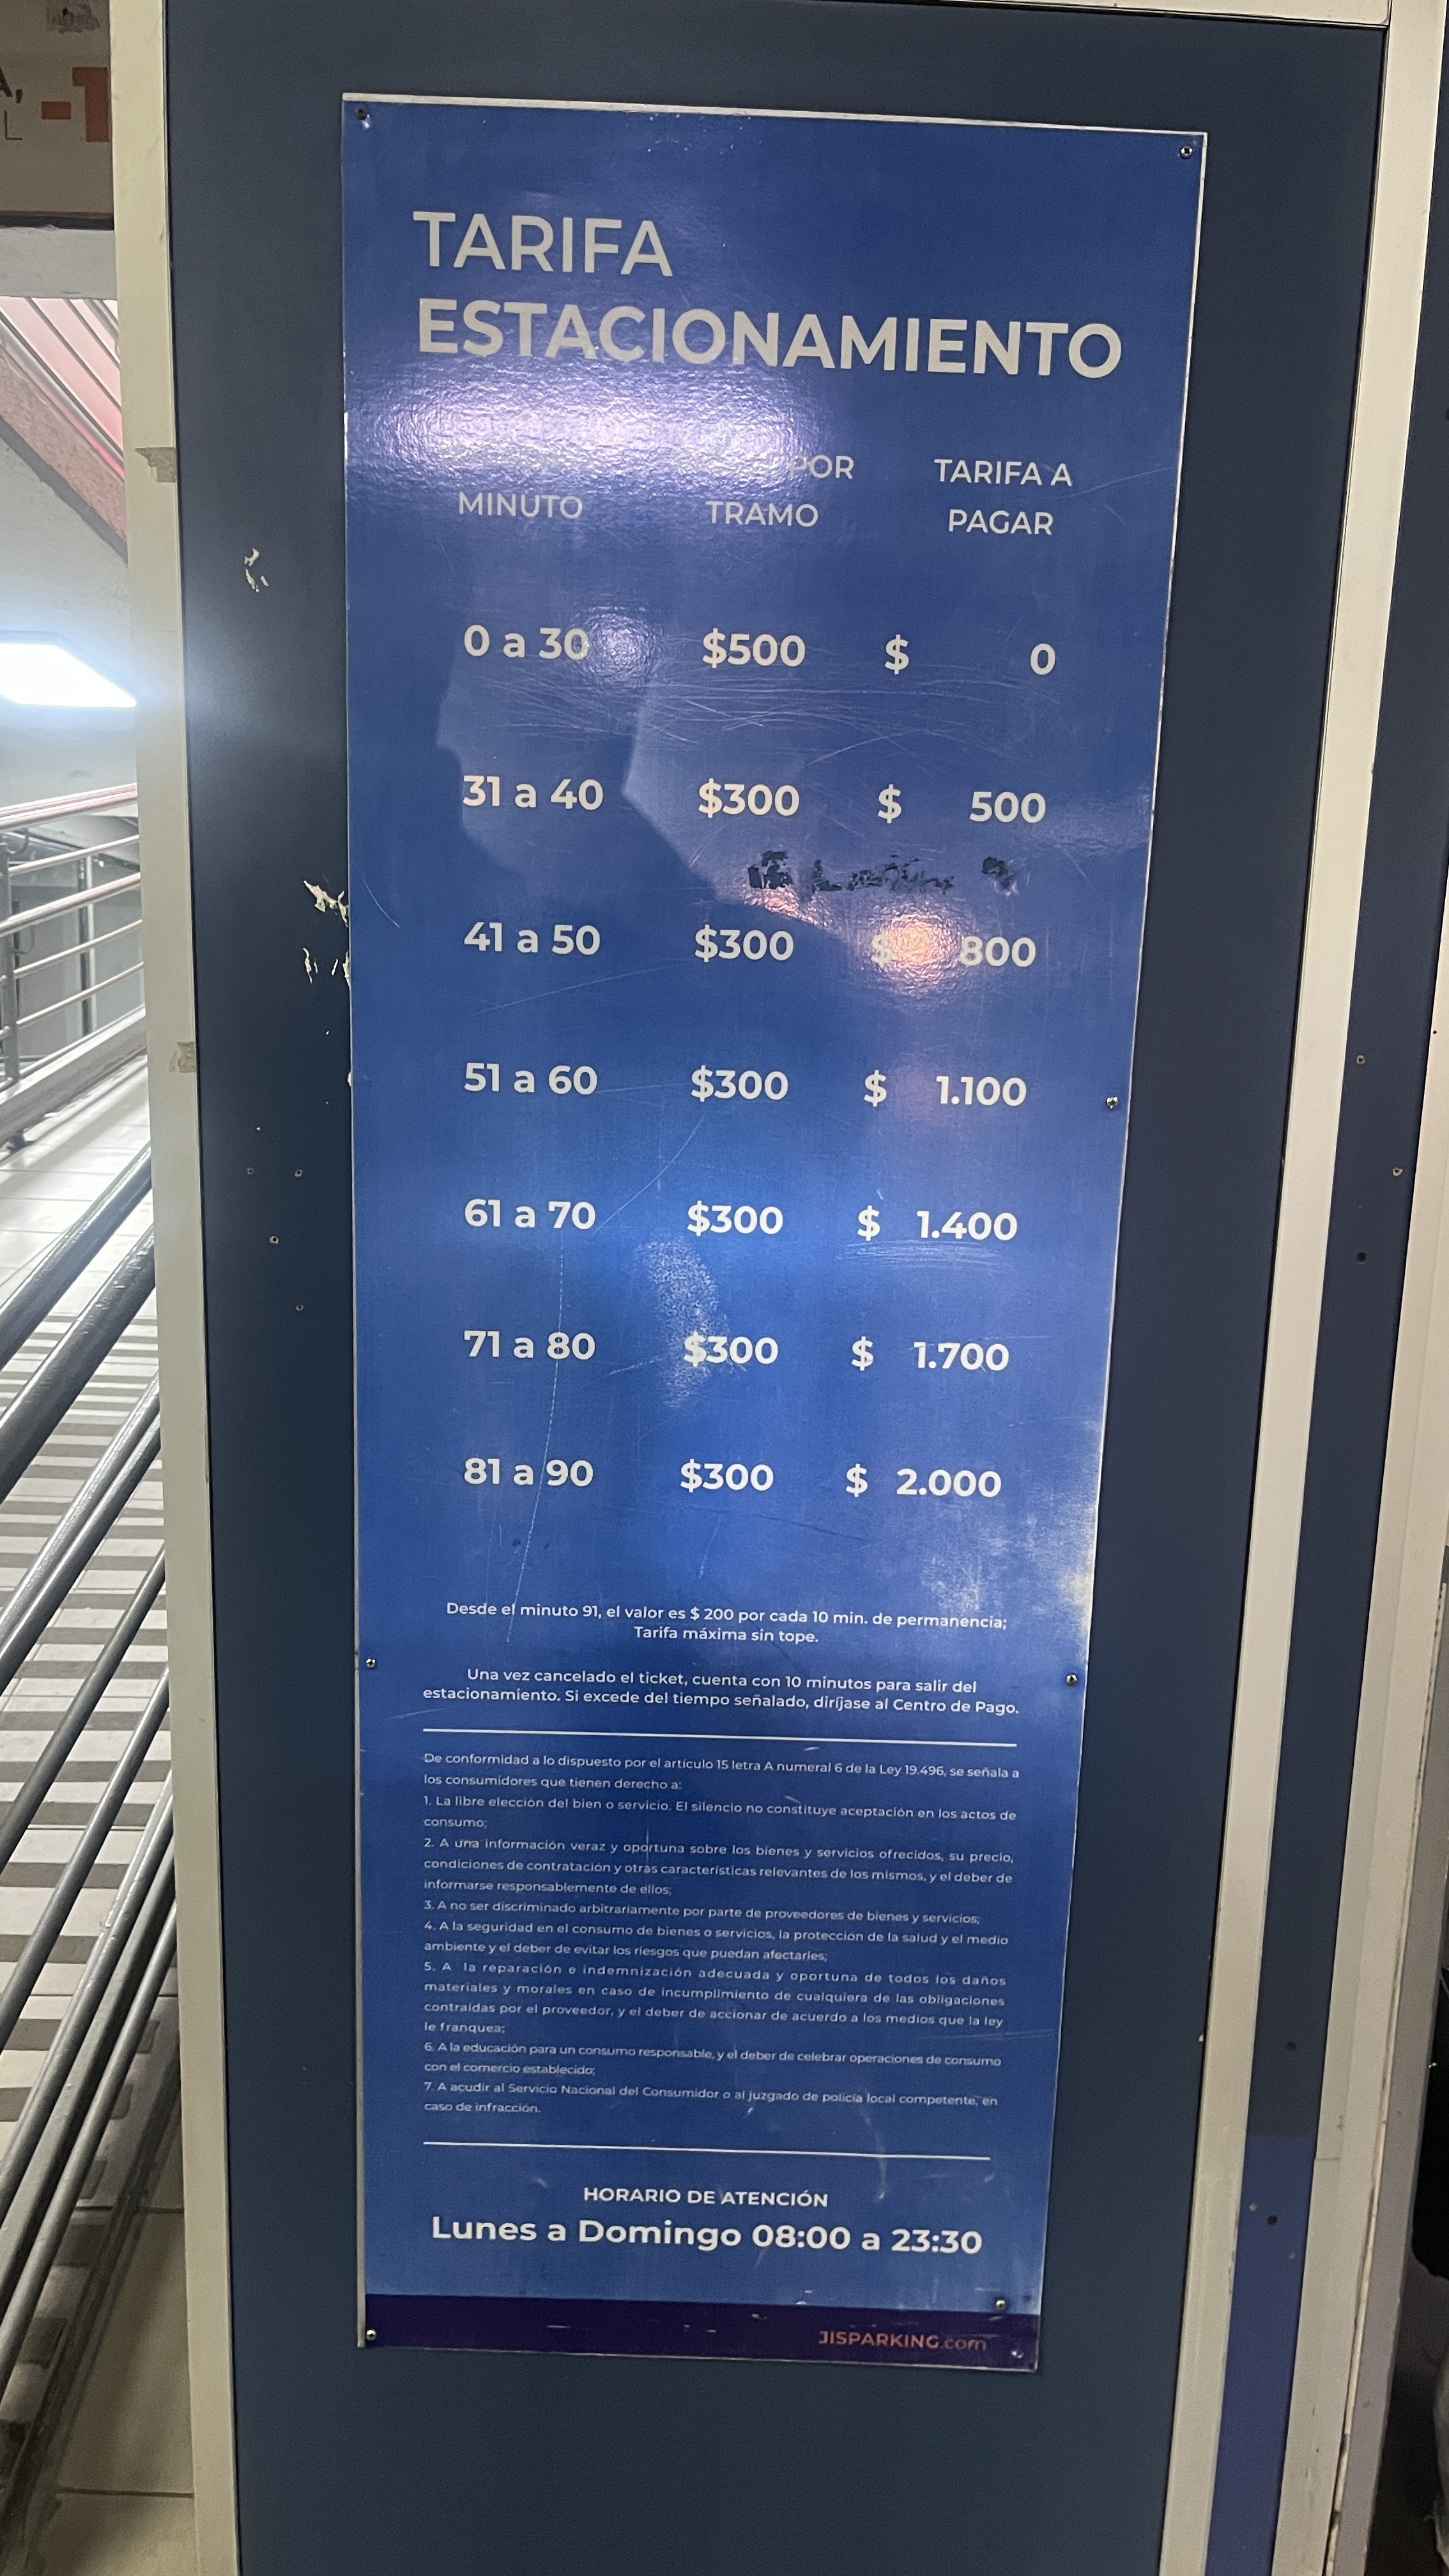 -1
TARIFA
ESTACIONAMIENTO
POR TARIFA A
MINUTO TRAMO PAGAR
0 a 30 $500 $ 0
31 a 40 $300 $ 500
41 a 50 $300 $ 800
51 a 60 $300 $ 1.100
61 a 70 $300 $ 1.400
71 a 80 $300 $ 1.700
81 a 90 $300 $ 2.000
Desde el minuto 91, el valor es $ 200 por cada 10 min. de permanencia;
Tarifa máxima sin tope.
Una vez cancelado el ticket, cuenta con 10 minutos para salir del
estacionamiento. Si excede del tiempo señalado, diríjase al Centro de Pago.
De conformidad a lo dispuesto por el artículo 15 letra A numeral 6 de la Ley 19.496, se señala a
los consumidores que tienen derecho a:
1. La libre elección del bien o servicio. El silencio no constituye aceptación en los actos de
consumo;
2. A una información veraz y oportuna sobre los bienes y servicios ofrecidos, su precio,
condiciones de contratación y otras características relevantes de los mismos, y el deber de
informarse responsablemente de ellos;
3. A no ser discriminado arbitrariamente por parte de proveedores de bienes y servicios;
4. A la seguridad en el consumo de bienes o servicios, la protección de la salud y el medio
ambiente y el deber de evitar los riesgos que puedan afectarles;
5. A la reparación e indemnización adecuada y oportuna de todos los daños
materiales y morales en caso de incumplimiento de cualquiera de las obligaciones
contraídas por el proveedor, y el deber de accionar de acuerdo a los medios que la ley
le franquea;
6. A la educación para un consumo responsable, y el deber de celebrar operaciones de consumo
con el comercio establecido;
7. A acudir al Servicio Nacional del Consumidor o al juzgado de policía local competente, en
caso de infracción.
HORARIO DE ATENCIÓN
Lunes a Domingo 08:00 a 23:30
JISPARKING.com